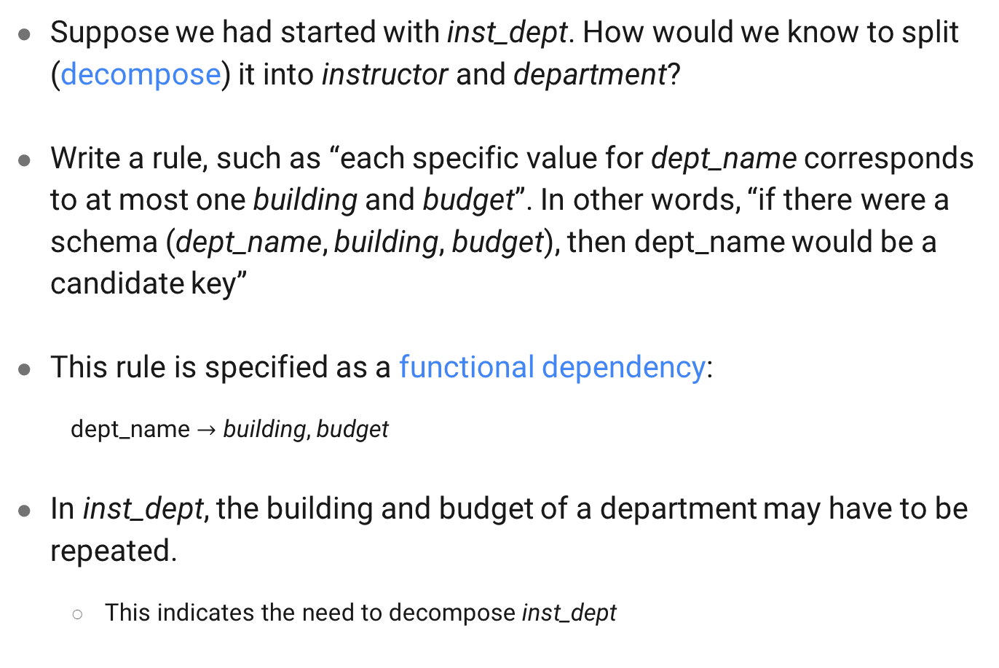 ● Suppose we had started with inst_dept. How would we know to split
(decompose) it into instructor and department?
● Write a rule, such as “each specific value for dept_name corresponds
to at most one building and budget”. In other words, “if there were a
schema (dept_name, building, budget), then dept_name would be a
candidate key”
● This rule is specified as a functional dependency:
dept_name → building, budget
● In inst_dept, the building and budget of a department may have to be
repeated.
○ This indicates the need to decompose inst_dept